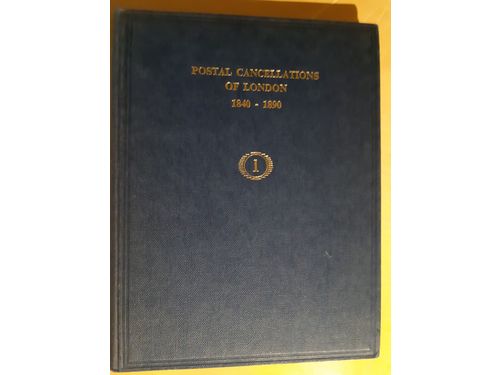 POSTAL CANCELLATIONS
OF LONDON
1840 - 1890
1